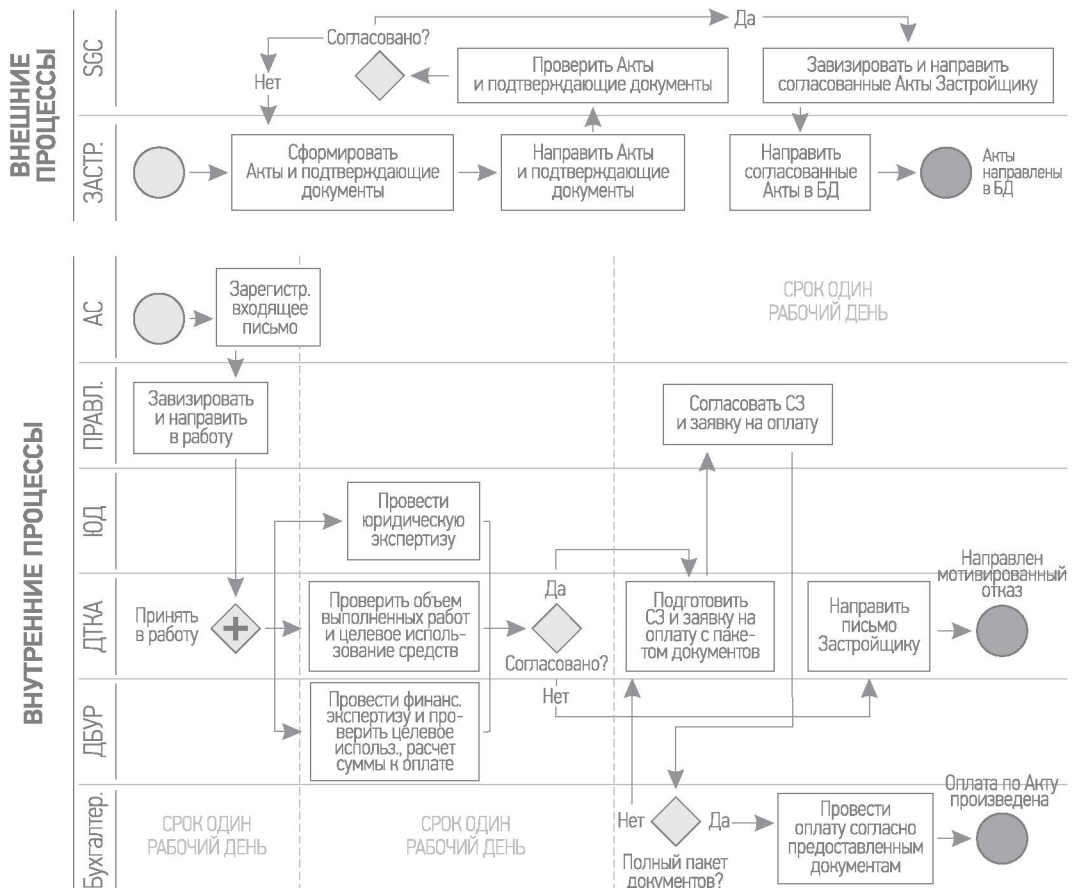 ВНЕШНИЕ
ПРОЦЕССЫ
SGC
Согласовано?
Да
Нет
Проверить Акты
и подтверждающие
документы
Завизировать и направить
согласованные Акты Застройщику
ЗАСТР.
Сформировать
Акты и подтверждающие
документы
Направить Акты
и подтверждающие
документы
Направить
согласованные
Акты в БД
Акты
направлены
в БД
ВНУТРЕННИЕ ПРОЦЕССЫ
АС
Зарегистр.
входящее
письмо
СРОК ОДИН
РАБОЧИЙ ДЕНЬ
ПРАВЛ.
Завизировать
и направить
в работу
Согласовать СЗ
и заявку на оплату
ЮД
Провести
юридическую
экспертизу
ДТКА
Принять
в работу
Проверить объем
выполненных работ
и целевое исполь-
зование средств
Да
Согласовано?
Нет
Подготовить
СЗ и заявку на
оплату с паке-
том документов
Направить
письмо
Застройщику
Направлен
мотивированный
отказ
ДБУР
Провести финанс.
экспертизу и про-
верить целевое
использ., расчет
суммы к оплате
Бухгалтер.
СРОК ОДИН
РАБОЧИЙ ДЕНЬ
СРОК ОДИН
РАБОЧИЙ ДЕНЬ
Нет
Да
Полный пакет
документов?
Провести
оплату согласно
предоставленным
документам
Оплата по Акту
произведена